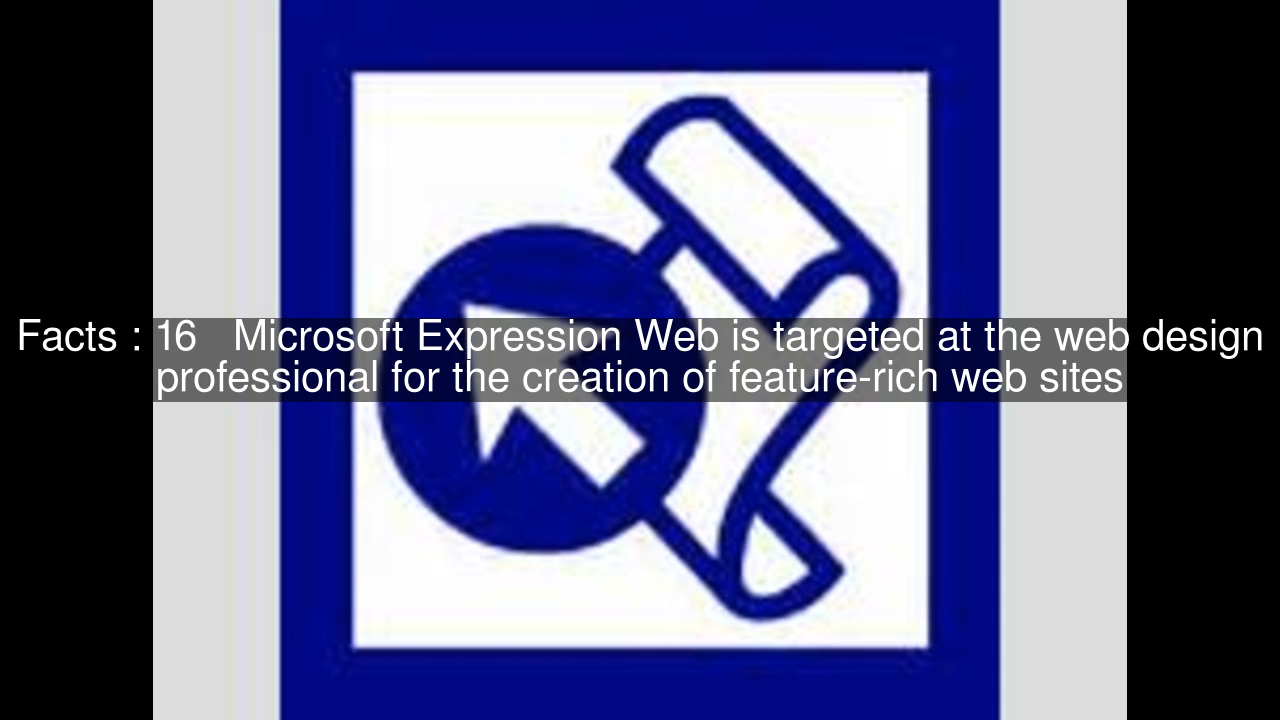 Facts : 16   Microsoft Expression Web is targeted at the web design
professional for the creation of feature-rich web sites